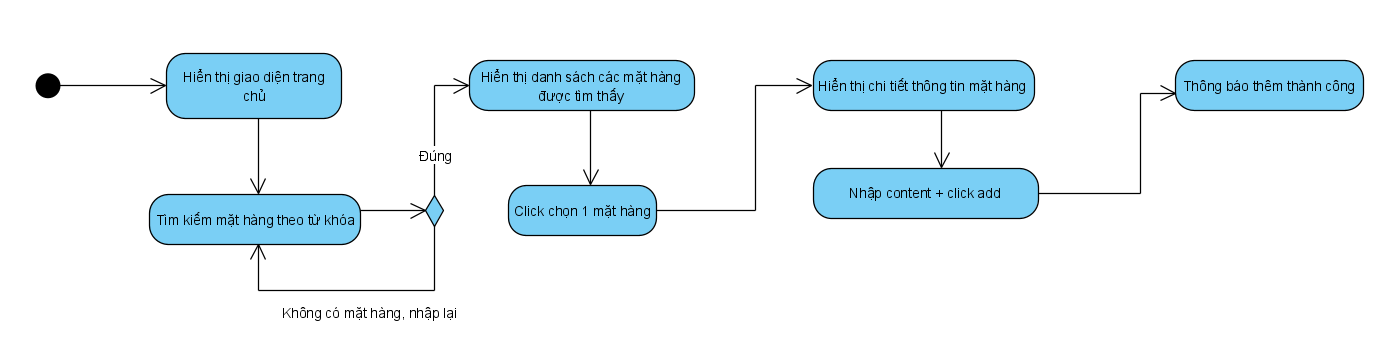 Hiển thị giao diện trang
chủ
Tìm kiếm mặt hàng theo từ khóa
Đúng
Không có mặt hàng, nhập lại
Hiển thị danh sách các mặt hàng
được tìm thấy
Click chọn 1 mặt hàng
Hiển thị chi tiết thông tin mặt hàng
Nhập content + click add
Thông báo thêm thành công